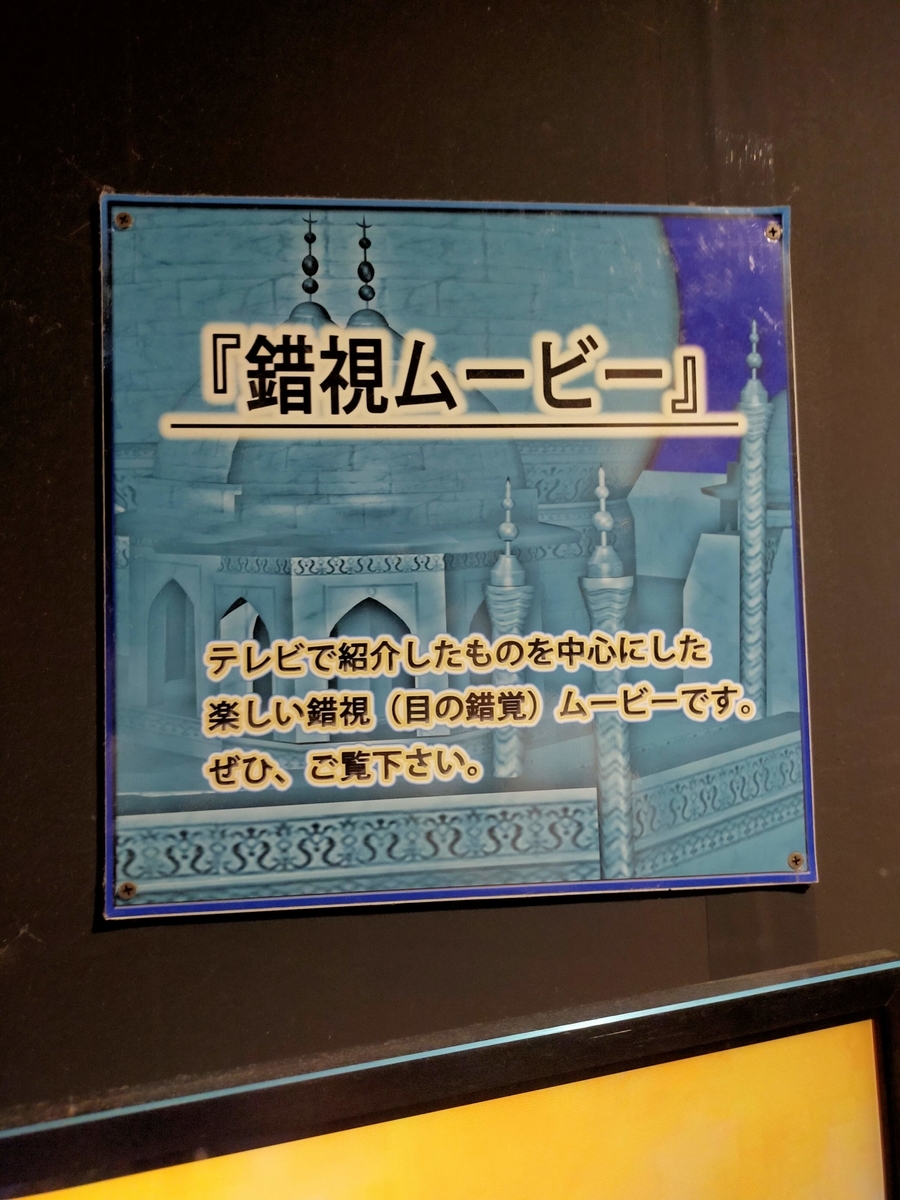 『錯視ムービー』
テレビで紹介したものを中心にした
楽しい錯視（目の錯覚）ムービーです。
ぜひ、ご覧下さい。